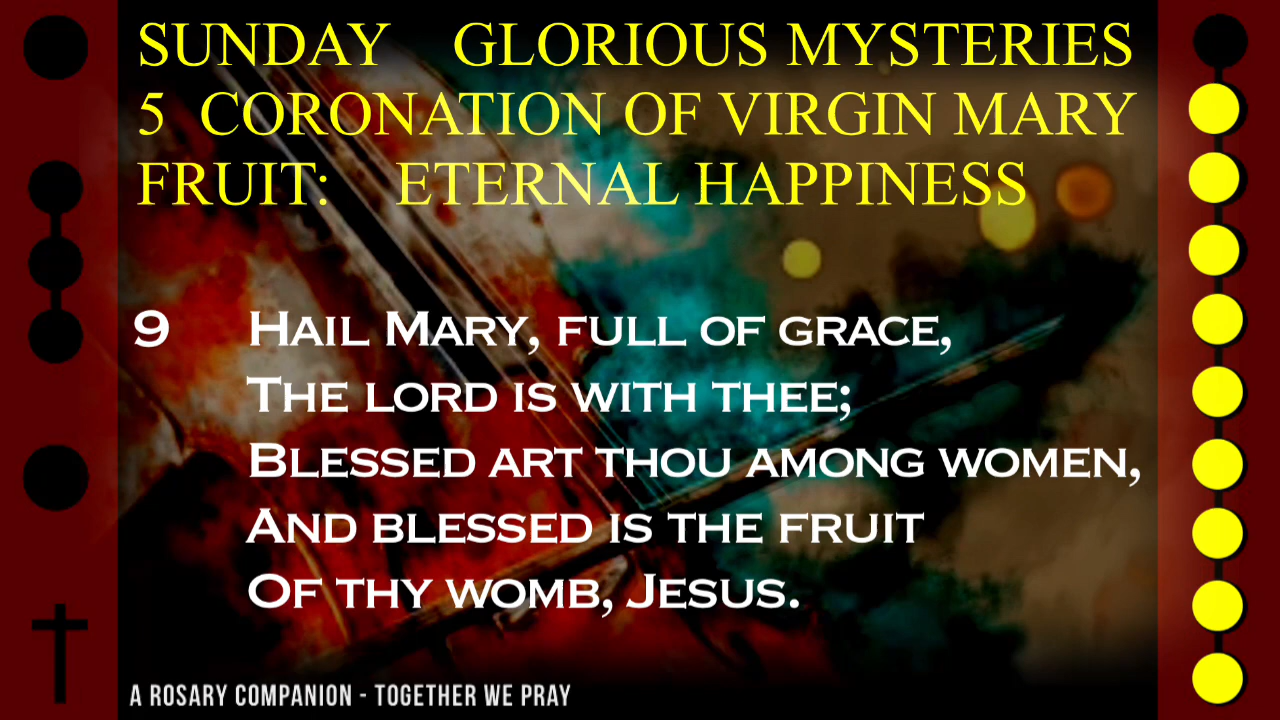 SUNDAY GLORIOUS MYSTERIES
5 CORONATION OF VIRGIN MARY
FRUIT: ETERNAL HAPPINESS
9 Hail Mary, full of grace,
The lord is with thee;
Blessed art thou among women,
And blessed is the fruit
Of thy womb, Jesus.
A ROSARY COMPANION - TOGETHER WE PRAY